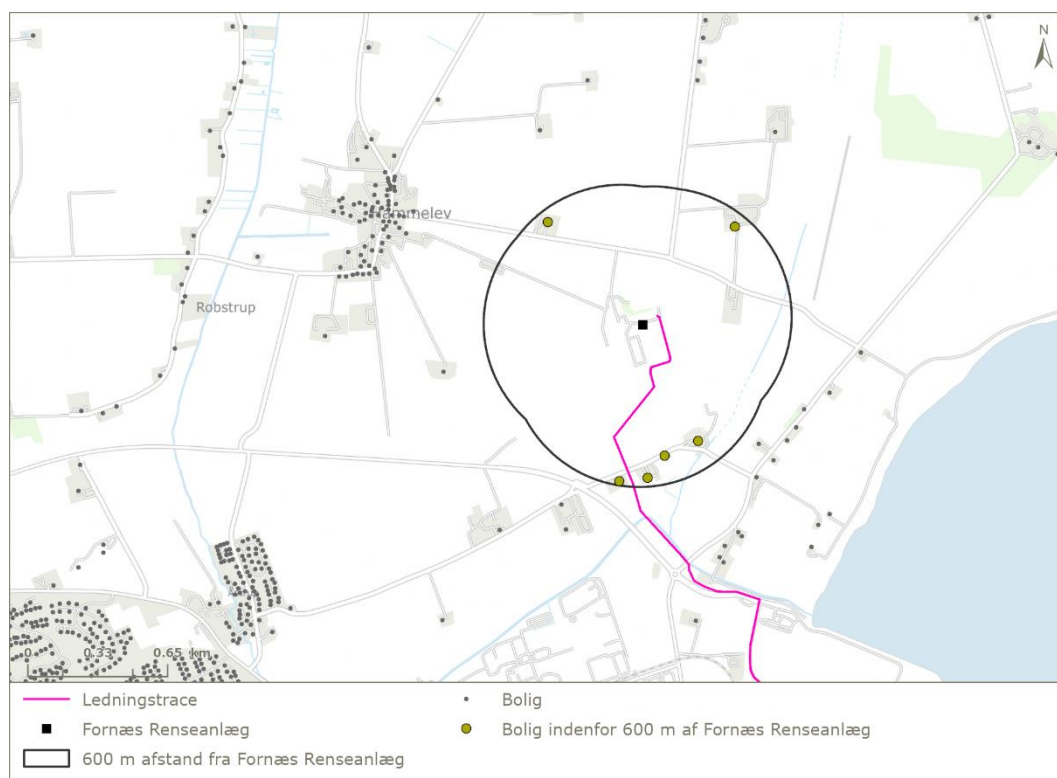 N
Hammelev
Robstrup
0 0.33 0.65 km
Ledningstrace
Bolig
Fornæs Renseanlæg
Bolig indenfor 600 m af Fornæs Renseanlæg
600 m afstand fra Fornæs Renseanlæg